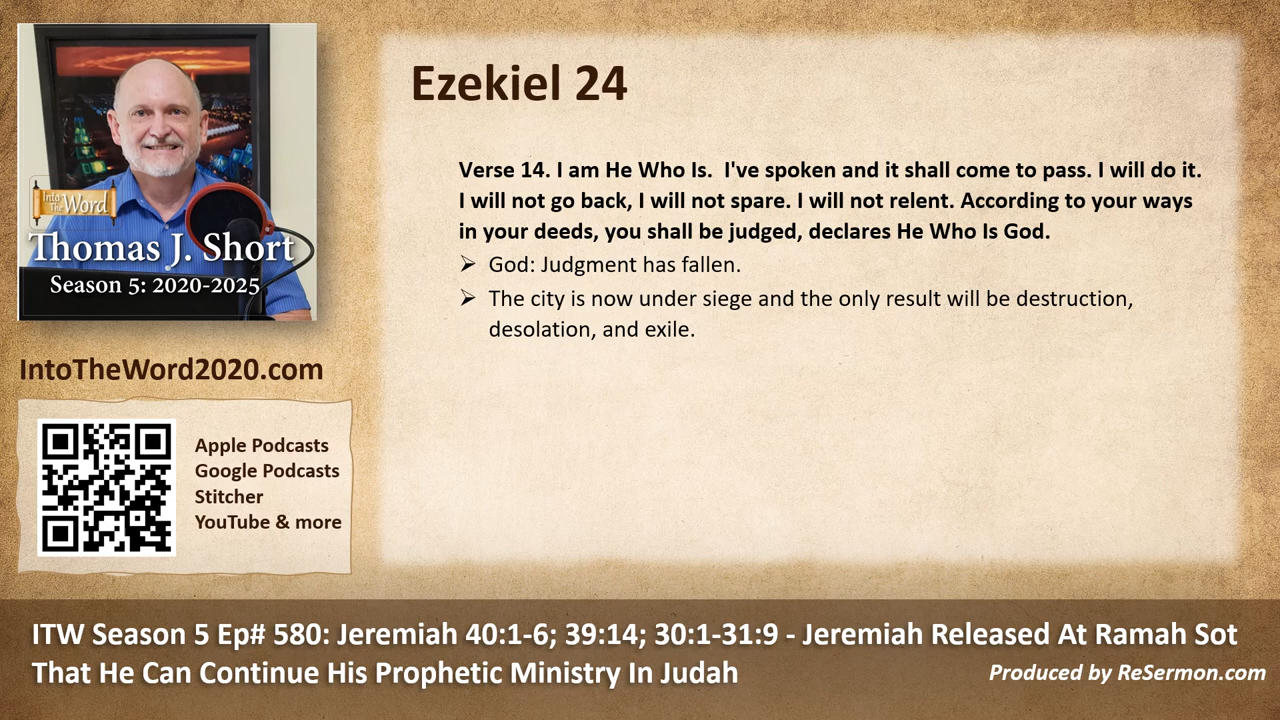 Into
The Word
Thomas J. Short
Season 5: 2020-2025
IntoTheWord2020.com
Apple Podcasts
Google Podcasts
Stitcher
YouTube & more
Ezekiel 24
Verse 14. I am He Who Is.  I've spoken and it shall come to pass. I will do it.
I will not go back, I will not spare. I will not relent. According to your ways
in your deeds, you shall be judged, declares He Who Is God.
➢ God: Judgment has fallen.
➢ The city is now under siege and the only result will be destruction,
desolation, and exile.
ITW Season 5 Ep# 580: Jeremiah 40:1-6; 39:14; 30:1-31:9 - Jeremiah Released At Ramah Sot
That He Can Continue His Prophetic Ministry In Judah
Produced by ReSermon.com